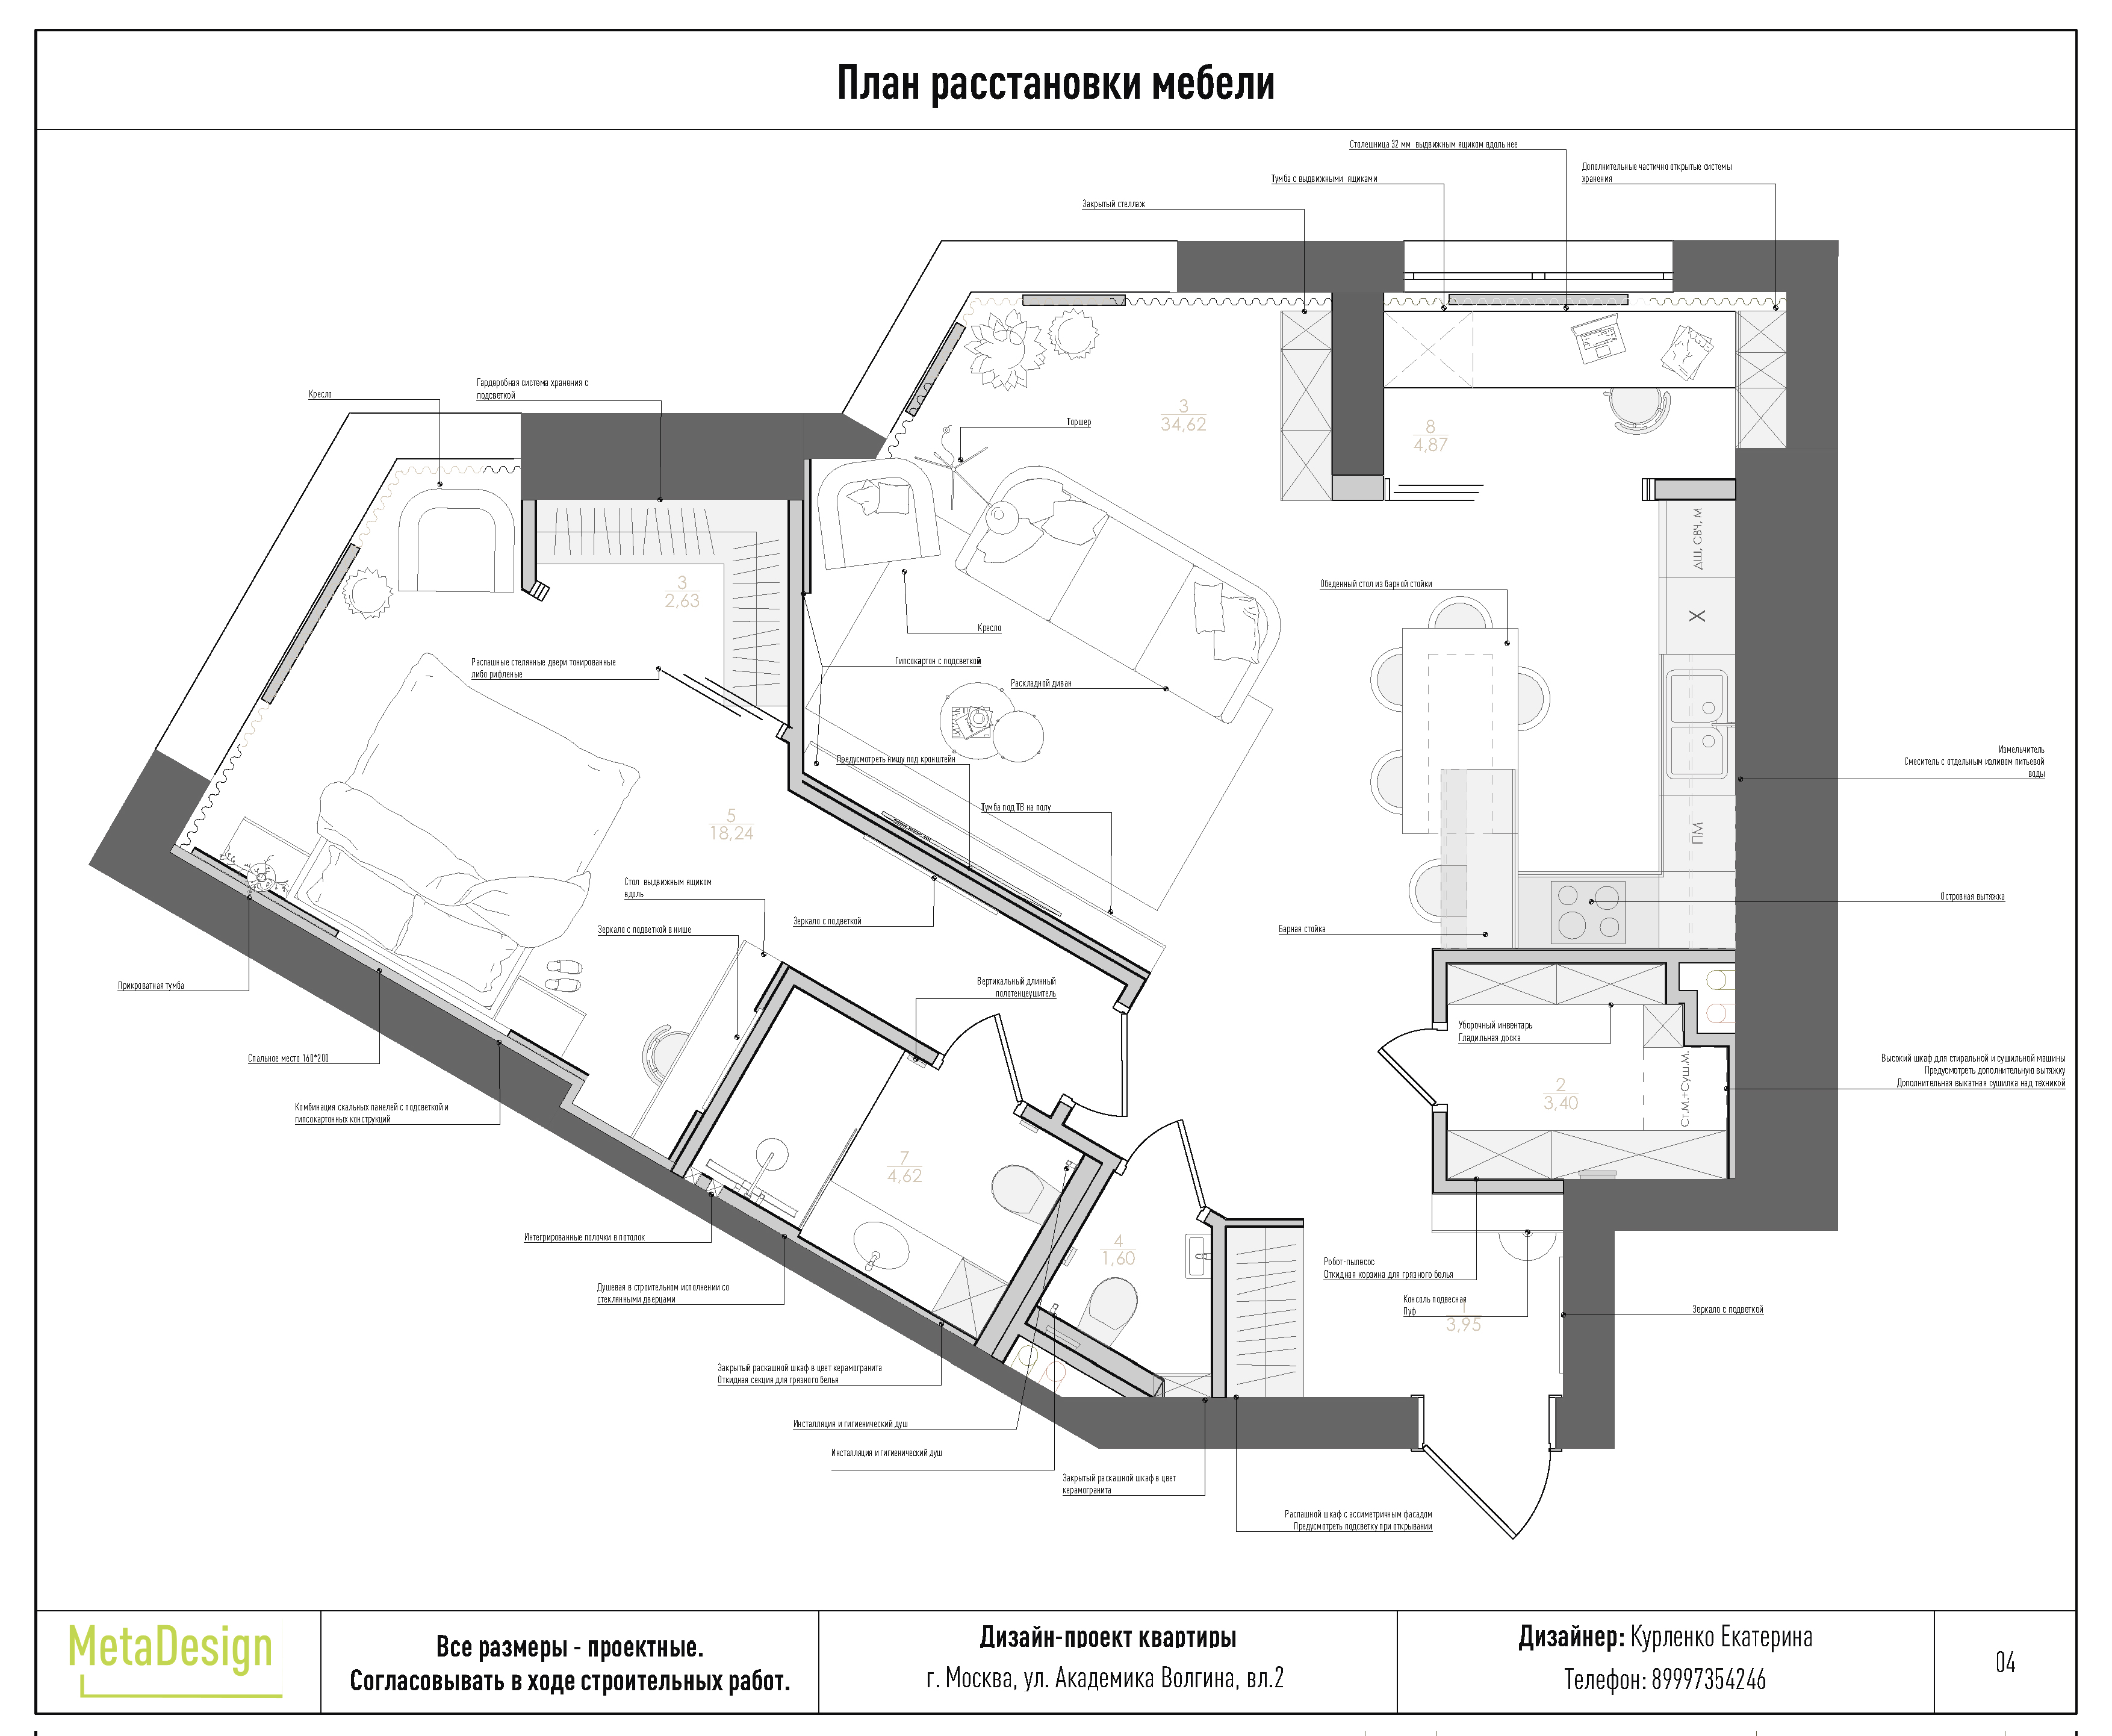 План расстановки мебели
Столешница 32 мм выдвижным ящиком вдоль нее
Дополнительные частично открытые системы
хранения
Тумба с выдвижными ящиками
Закрытый стеллаж
Гардеробная система хранения с
подсветкой
Кресло
Торшер
3
34,62
8
4,87
ДШ, СВЧ, М
Х
3
2,63
Обеденный стол из барной стойки
Кресло
Гипсокартон с подсветкой
Распашные стелянные двери тонированные
либо рифленые
Раскладной диван
Предусмотреть нишу под кронштейн
Измельчитель
Смеситель с отдельным изливом питьевой
воды
Тумба под ТВ на полу
5
18,24
ПМ
Стол выдвижным ящиком
вдоль
Островная вытяжка
Зеркало с подветкой
Зеркало с подветкой в нише
Барная стойка
Прикроватная тумба
Вертикальный длинный
полотенцеушитель
Уборочный инвентарь
Гладильная доска
Спальное место 160*200
Высокий шкаф для стиральной и сушильной машины
Предусмотреть дополнительную вытяжку
Дополнительная выкатная сушилка над техникой
2
3,40
Ст.М.+Суш.М.
Комбинация скальных панелей с подсветкой и
гипсокартонных конструкций
7
4,62
Интегрированные полочки в потолок
4
1,60
Робот-пылесос
Откидная корзина для грязного белья
Душевая в строительном исполнении со
стеклянными дверцами
Консоль подвесная
Пуф
1
3,95
Зеркало с подветкой
Закрытый раскашной шкаф в цвет керамогранита
Откидная секция для грязного белья
Инсталляция и гигиенический душ
Инсталляция и гигиенический душ
Закрытый раскашной шкаф в цвет
керамогранита
Распашной шкаф с ассиметричным фасадом
Предусмотреть подсветку при открывании
MetaDesign
Все размеры - проектные.
Согласовывать в ходе строительных работ.
Дизайн-проект квартиры
г. Москва, ул. Академика Волгина, вл.2
Дизайнер: Курленко Екатерина
Телефон: 89997354246
04